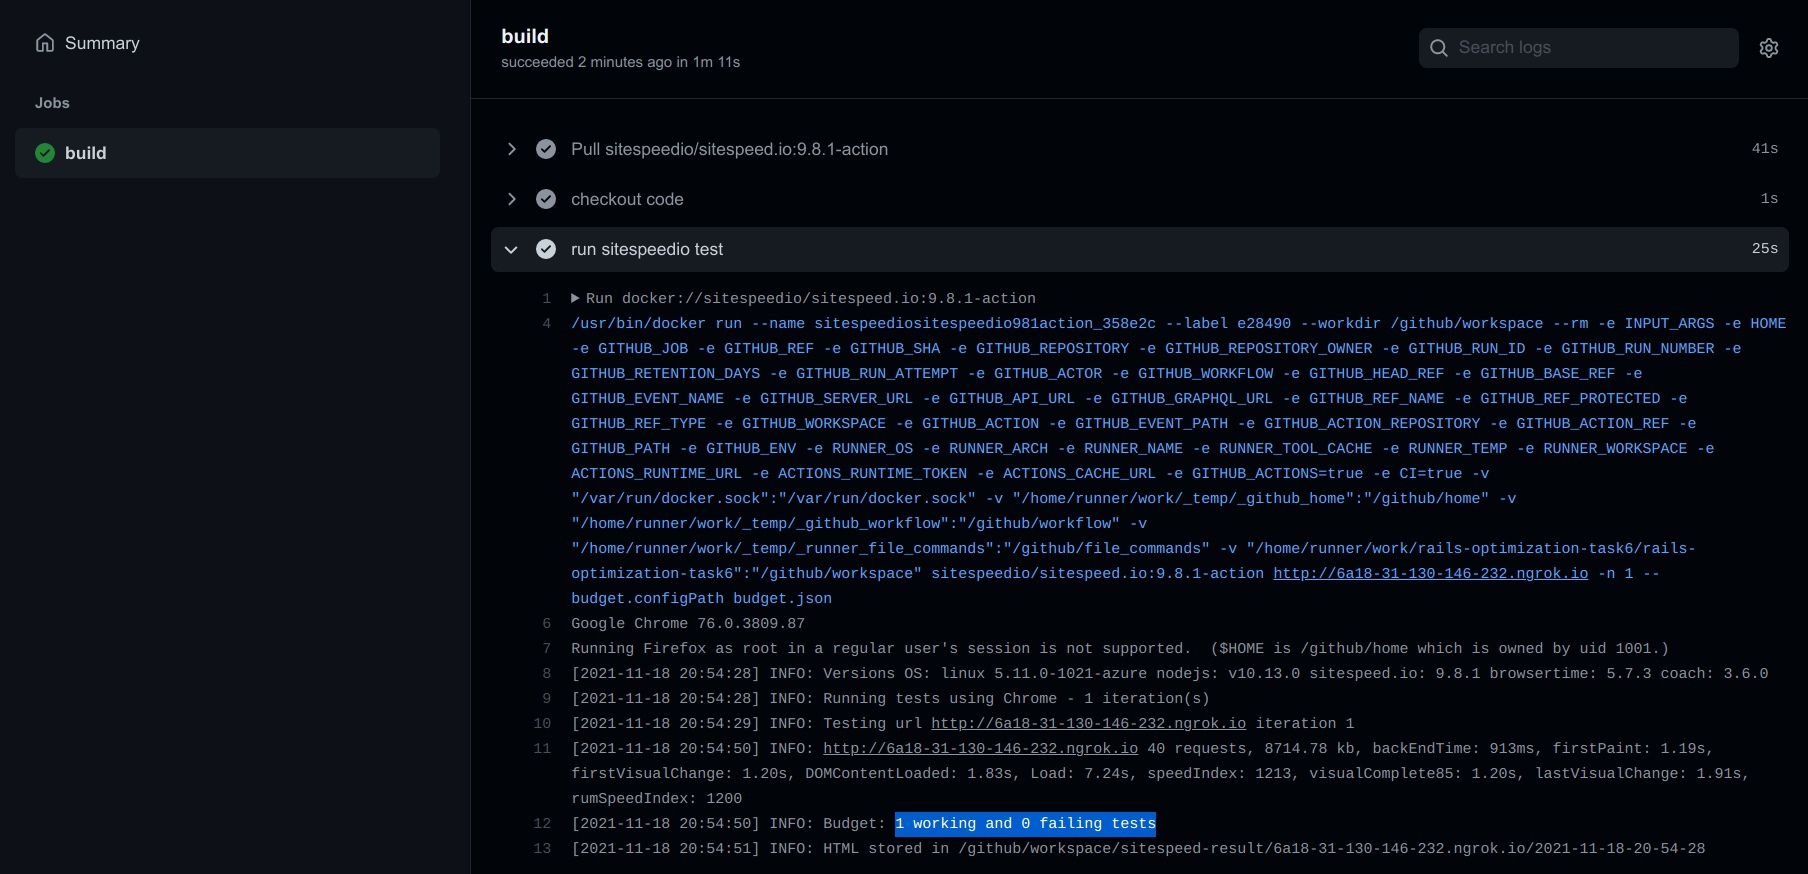 Summary
Jobs
build
build
succeeded 2 minutes ago in 1m 11s
Search logs
Pull sitespeedio/sitespeed.io:9.8.1-action 41s
checkout code 1s
run sitespeedio test 25s
1 Run docker://sitespeedio/sitespeed.io:9.8.1-action
4 /usr/bin/docker run --name sitespeediositespeedio981action_358e2c --label e28490 --workdir /github/workspace --rm -e INPUT_ARGS -e HOME
-e GITHUB_JOB -e GITHUB_REF -e GITHUB_SHA -e GITHUB_REPOSITORY -e GITHUB_REPOSITORY_OWNER -e GITHUB_RUN_ID -e GITHUB_RUN_NUMBER -e
GITHUB_RETENTION_DAYS -e GITHUB_RUN_ATTEMPT -e GITHUB_ACTOR -e GITHUB_WORKFLOW -e GITHUB_HEAD_REF -e GITHUB_BASE_REF -e
GITHUB_EVENT_NAME -e GITHUB_SERVER_URL -e GITHUB_API_URL -e GITHUB_GRAPHQL_URL -e GITHUB_REF_NAME -e GITHUB_REF_PROTECTED -e
GITHUB_REF_TYPE -e GITHUB_WORKSPACE -e GITHUB_ACTION -e GITHUB_EVENT_PATH -e GITHUB_ACTION_REPOSITORY -e GITHUB_ACTION_REF -e
GITHUB_PATH -e GITHUB_ENV -e RUNNER_OS -e RUNNER_ARCH -e RUNNER_NAME -e RUNNER_TOOL_CACHE -e RUNNER_TEMP -e RUNNER_WORKSPACE -e
ACTIONS_RUNTIME_URL -e ACTIONS_RUNTIME_TOKEN -e ACTIONS_CACHE_URL -e GITHUB_ACTIONS=true -e CI=true -v
"/var/run/docker.sock":"/var/run/docker.sock" -v "/home/runner/work/_temp/_github_home":"/github/home" -v
"/home/runner/work/_temp/_github_workflow":"/github/workflow" -v
"/home/runner/work/_temp/_runner_file_commands":"/github/file_commands" -v "/home/runner/work/rails-optimization-task6/rails-
optimization-task6":"/github/workspace" sitespeedio/sitespeed.io:9.8.1-action http://6a18-31-130-146-232.ngrok.io -n 1 --
budget.configPath budget.json
6 Google Chrome 76.0.3809.87
7 Running Firefox as root in a regular user's session is not supported.  ($HOME is /github/home which is owned by uid 1001.)
8 [2021-11-18 20:54:28] INFO: Versions OS: linux 5.11.0-1021-azure nodejs: v10.13.0 sitespeed.io: 9.8.1 browsertime: 5.7.3 coach: 3.6.0
9 [2021-11-18 20:54:28] INFO: Running tests using Chrome - 1 iteration(s)
10 [2021-11-18 20:54:29] INFO: Testing url http://6a18-31-130-146-232.ngrok.io iteration 1
11 [2021-11-18 20:54:50] INFO: http://6a18-31-130-146-232.ngrok.io 40 requests, 8714.78 kb, backEndTime: 913ms, firstPaint: 1.19s,
firstVisualChange: 1.20s, DOMContentLoaded: 1.83s, Load: 7.24s, speedIndex: 1213, visualComplete85: 1.20s, lastVisualChange: 1.91s,
rumSpeedIndex: 1200
12 [2021-11-18 20:54:50] INFO: Budget: 1 working and 0 failing tests
13 [2021-11-18 20:54:51] INFO: HTML stored in /github/workspace/sitespeed-result/6a18-31-130-146-232.ngrok.io/2021-11-18-20-54-28